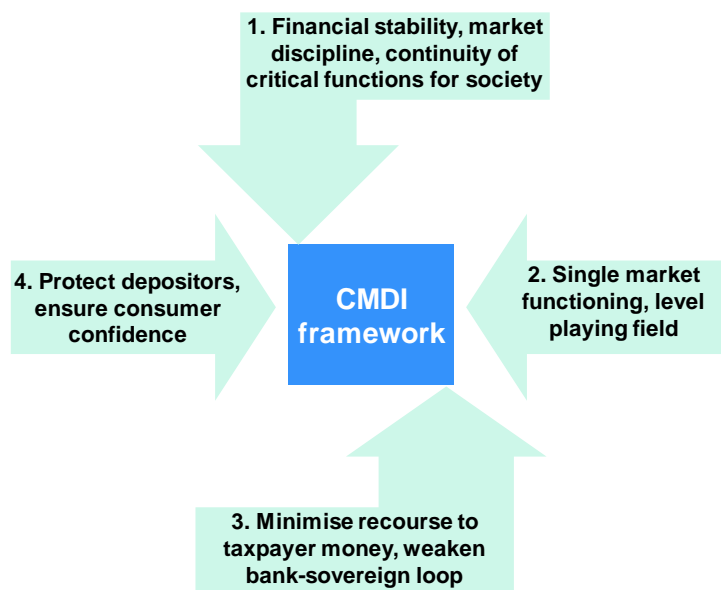 1. Financial stability, market
discipline, continuity of
critical functions for society
4. Protect depositors,
ensure consumer
confidence
CMDI
framework
2. Single market
functioning, level
playing field
3. Minimise recourse to
taxpayer money, weaken
bank-sovereign loop